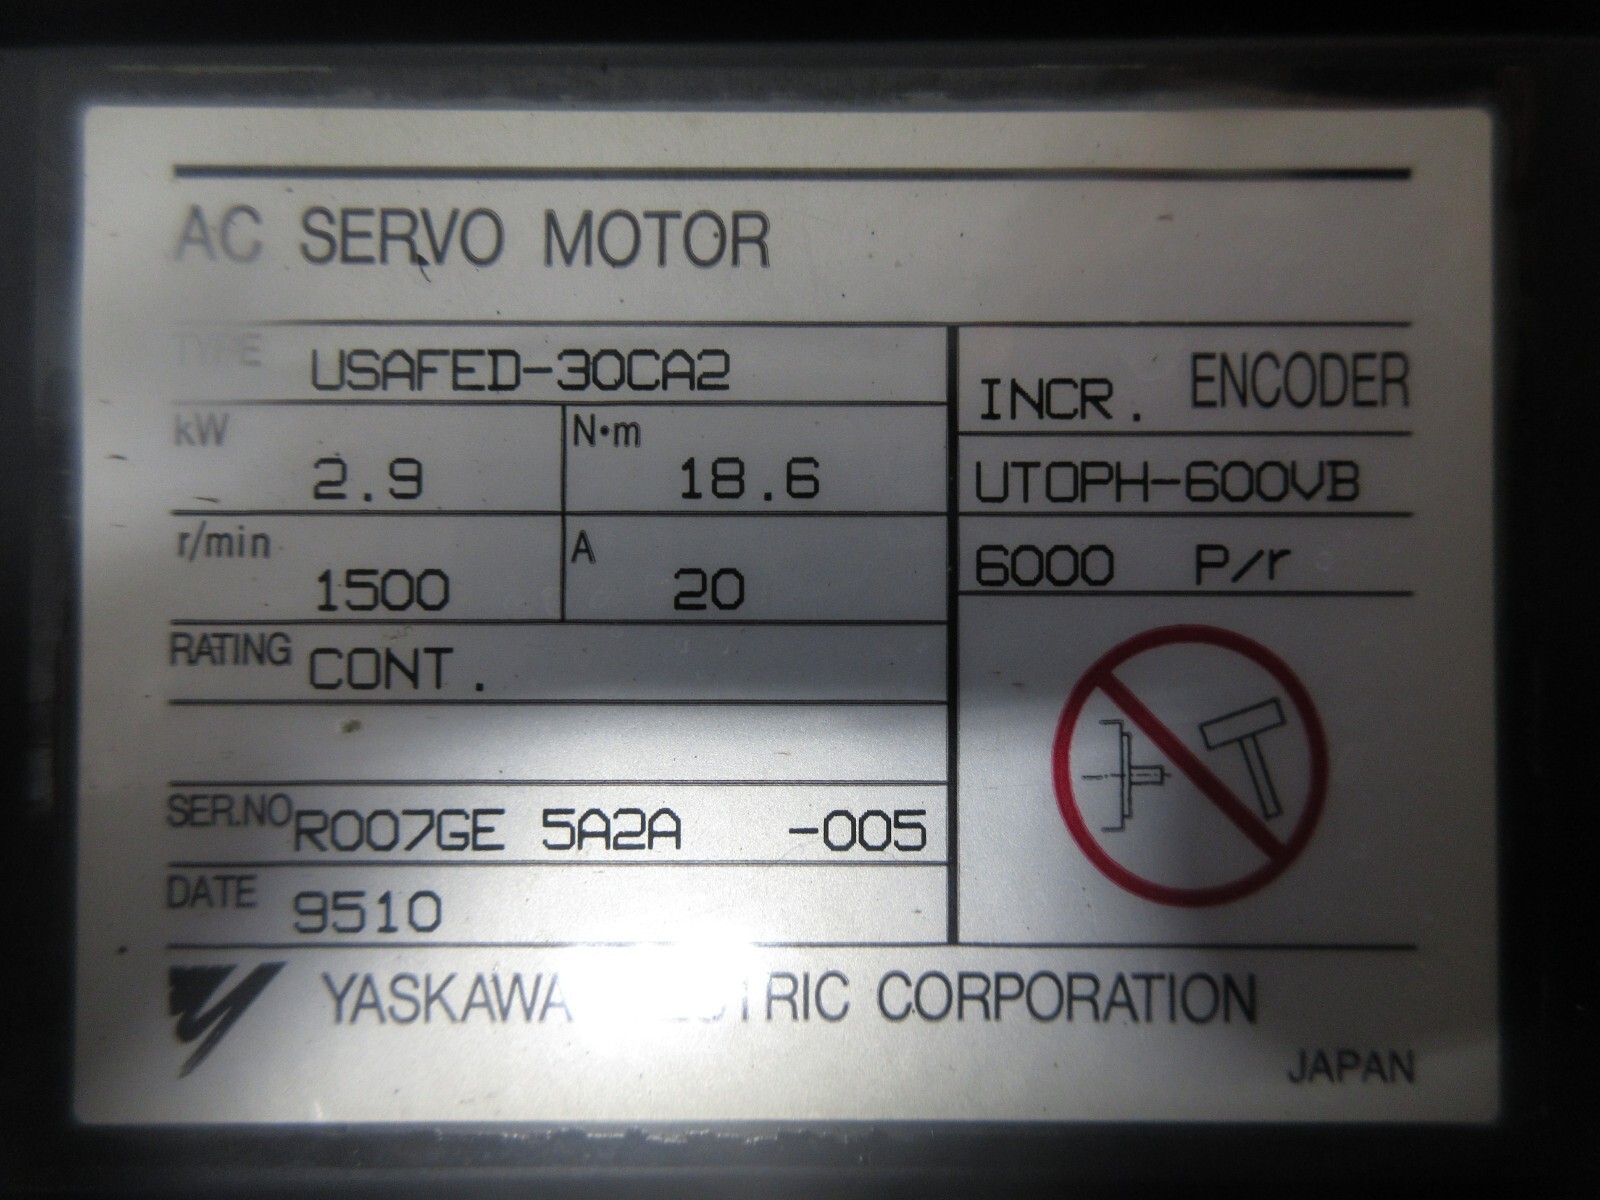 AC SERVO MOTOR
TYPE USAFED-30CA2
kW 2.9 N·m 18.6
r/min 1500 A 20
RATING CONT.
SER.NO R007GE 5A2A -005
DATE 9510
INCR. ENCODER
UTOPH-600VB
6000 P/r
YASKAWA ELECTRIC CORPORATION
JAPAN